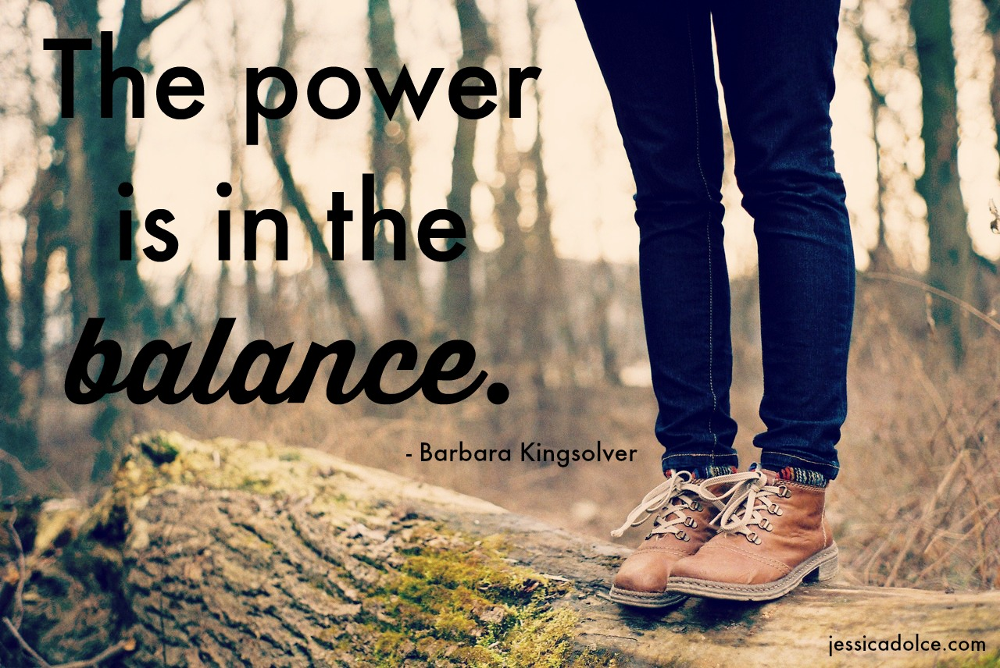 The power
is in the
balance.
- Barbara Kingsolver
jessicadolce.com